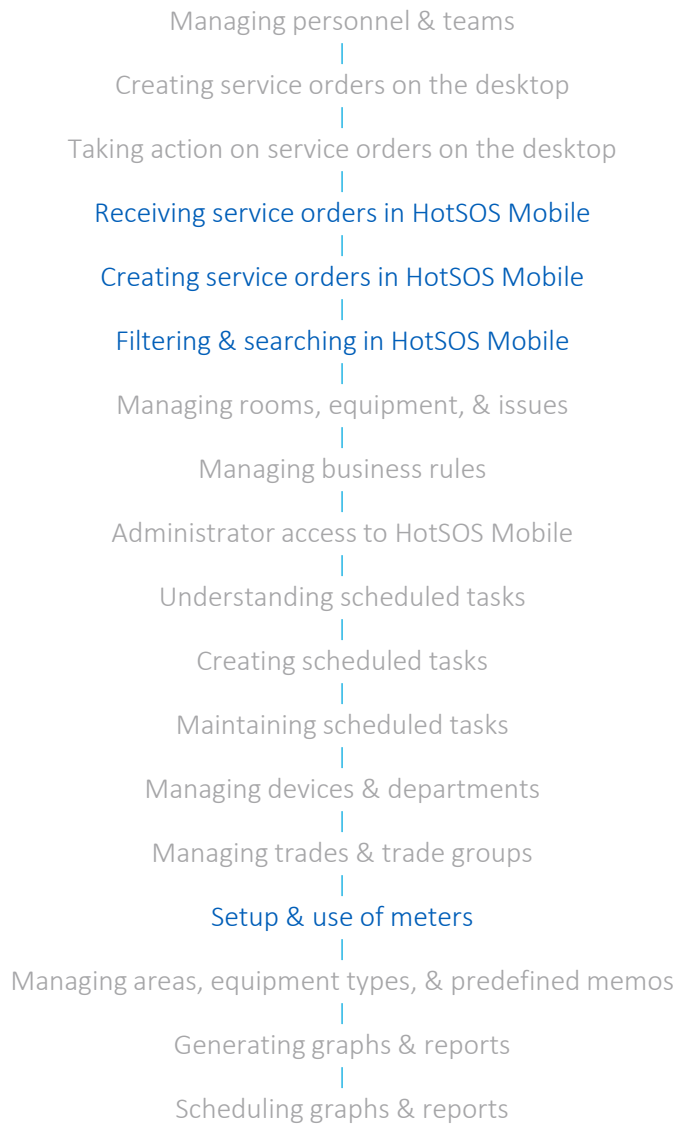 Managing personnel & teams
Creating service orders on the desktop
Taking action on service orders on the desktop
Receiving service orders in HotSOS Mobile
Creating service orders in HotSOS Mobile
Filtering & searching in HotSOS Mobile
Managing rooms, equipment, & issues
Managing business rules
Administrator access to HotSOS Mobile
Understanding scheduled tasks
Creating scheduled tasks
Maintaining scheduled tasks
Managing devices & departments
Managing trades & trade groups
Setup & use of meters
Managing areas, equipment types, & predefined memos
Generating graphs & reports
Scheduling graphs & reports